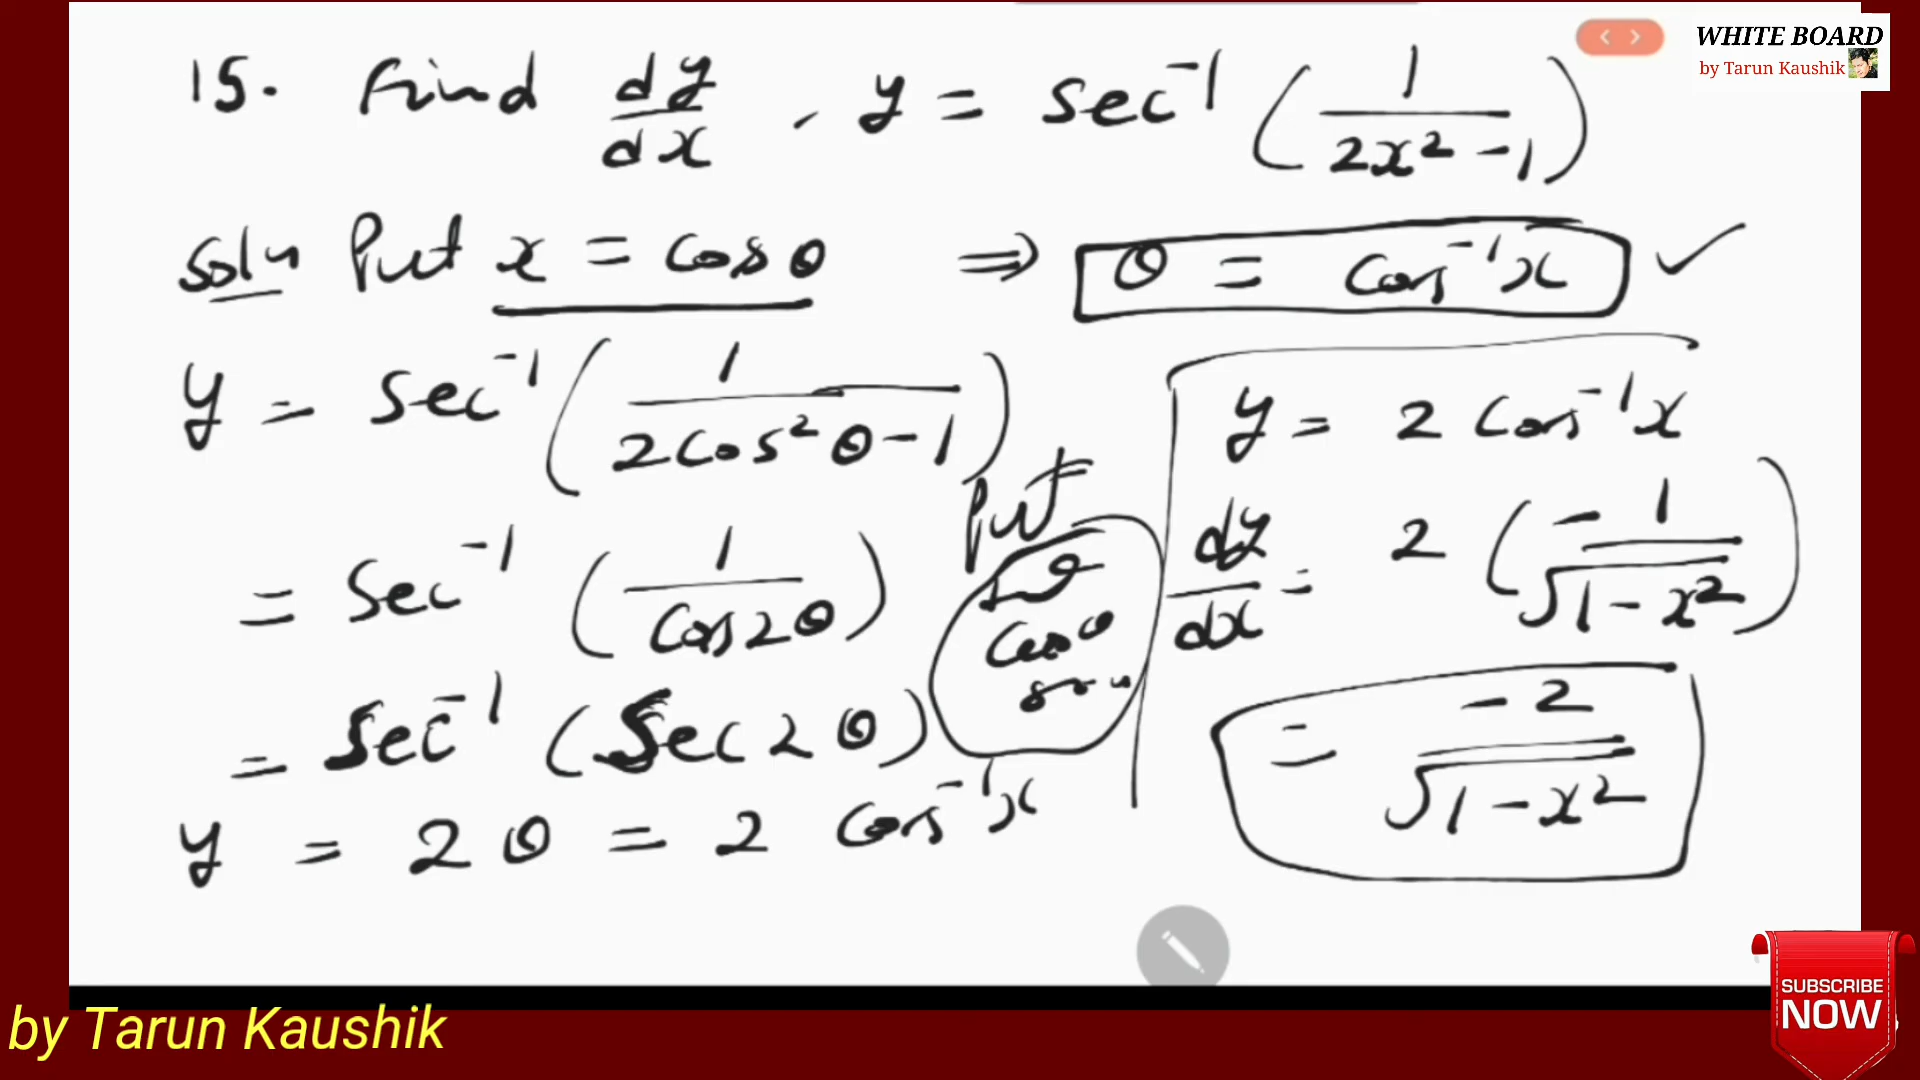 15. Find dy/dx, y = sec⁻¹(1/(2x² - 1))
WHITE BOARD
by Tarun Kaushik
soln Put x = cos θ ⇒ θ = cos⁻¹x ✓
y = sec⁻¹(1/(2cos²θ - 1))
= sec⁻¹(1/cos2θ)
= sec⁻¹(sec 2θ)
y = 2θ = 2 cos⁻¹x
Put
cos θ
y = 2 cos⁻¹x
dy/dx = 2(-1/√(1-x²))
= -2/√(1-x²)
by Tarun Kaushik
SUBSCRIBE
NOW